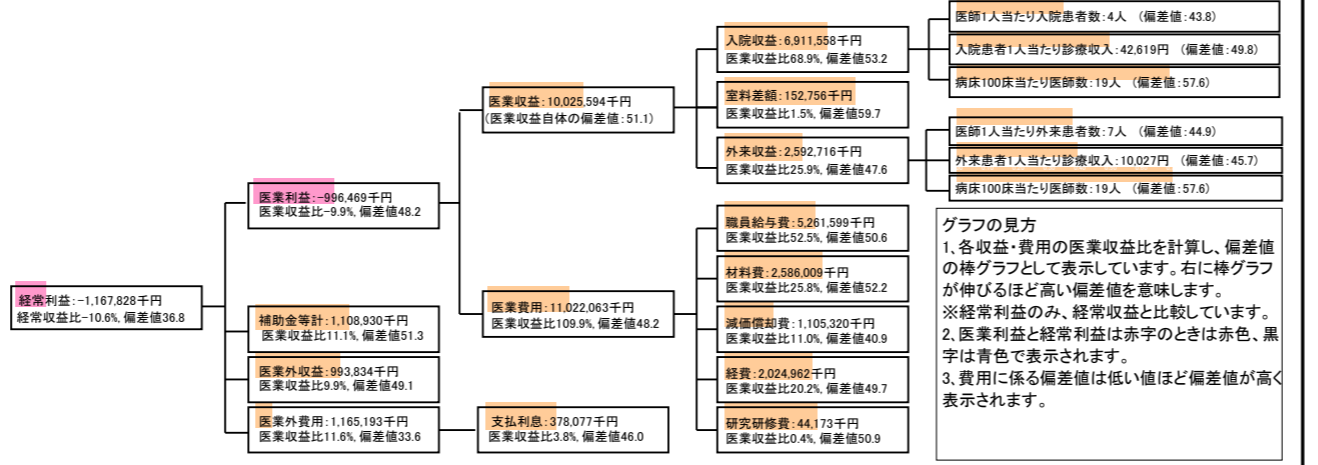 経常利益:-1,167,828千円
経常収益比-10.6%, 偏差値36.8
医業利益:-996,469千円
医業収益比-9.9%, 偏差値48.2
補助金等計:1,108,930千円
医業収益比11.1%, 偏差値51.3
医業外収益:993,834千円
医業収益比9.9%, 偏差値49.1
医業外費用:1,165,193千円
医業収益比11.6%, 偏差値33.6
医業収益:10,025,594千円
(医業収益自体の偏差値:51.1)
医業費用:11,022,063千円
医業収益比109.9%, 偏差値48.2
支払利息:378,077千円
医業収益比3.8%, 偏差値46.0
入院収益:6,911,558千円
医業収益比68.9%, 偏差値53.2
室料差額:152,756千円
医業収益比1.5%, 偏差値59.7
外来収益:2,592,716千円
医業収益比25.9%, 偏差値47.6
職員給与費:5,261,599千円
医業収益比52.5%, 偏差値50.6
材料費:2,586,009千円
医業収益比25.8%, 偏差値52.2
減価償却費:1,105,320千円
医業収益比11.0%, 偏差値40.9
経費:2,024,962千円
医業収益比20.2%, 偏差値49.7
研究研修費:44,173千円
医業収益比0.4%, 偏差値50.9
医師1人当たり入院患者数:4人 (偏差値:43.8)
入院患者1人当たり診療収入:42,619円 (偏差値:49.8)
病床100床当たり医師数:19人 (偏差値:57.6)
医師1人当たり外来患者数:7人 (偏差値:44.9)
外来患者1人当たり診療収入:10,027円 (偏差値:45.7)
病床100床当たり医師数:19人 (偏差値:57.6)
グラフの見方
1、各収益・費用の医業収益比を計算し、偏差値
の棒グラフとして表示しています。右に棒グラフ
が伸びるほど高い偏差値を意味します。
※経常利益のみ、経常収益と比較しています。
2、医業利益と経常利益は赤字のときは赤色、黒
字は青色で表示されます。
3、費用に係る偏差値は低い値ほど偏差値が高く
表示されます。